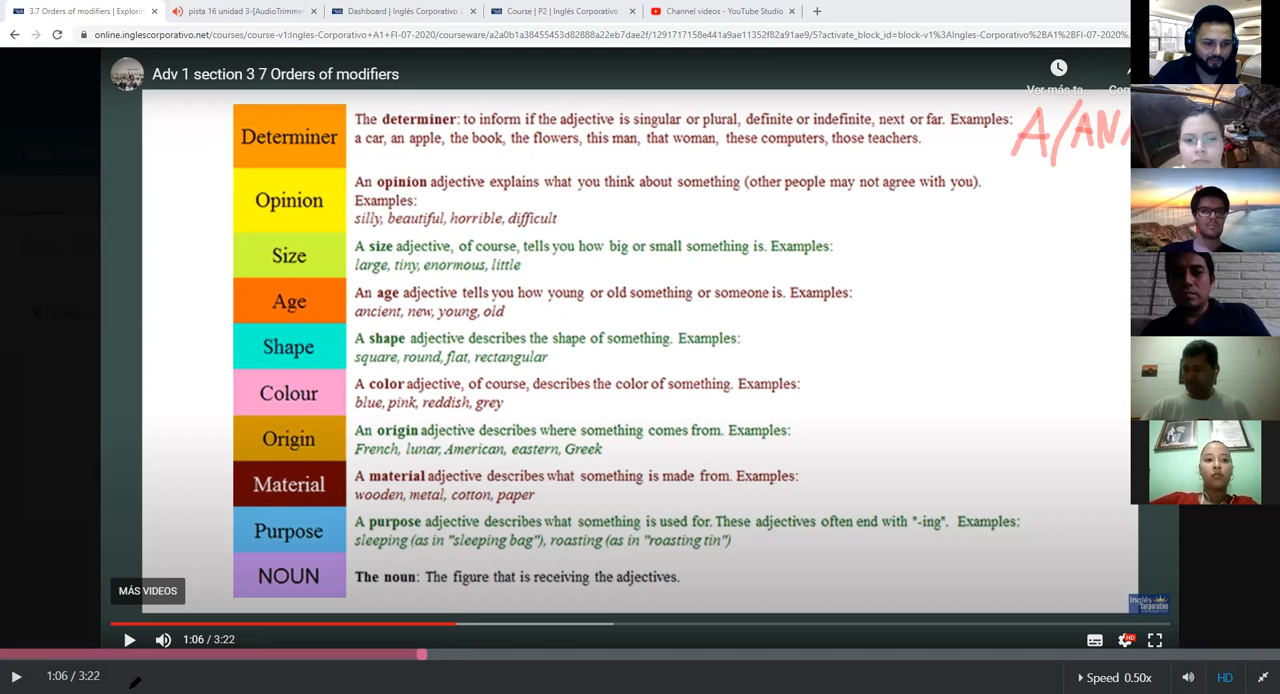 3.7 Orders of modifiers | Explorin
pista 16 unidad 3-[AudioTrimme
Dashboard | Inglés Corporativo
Course | P2 | Inglés Corporativo
Channel videos - YouTube Studio
online.inglescorporativo.net/courses/course-v1:Ingles-Corporativo+A1+FI-07-2020/courseware/a2a0b1a38455453d82888a22eb7dae2f/1291717158e441a9ae11352f82a91ae9/5?activate_block_id=block-v1%3AIngles-Corporativo%2BA1%2BFI-07-2020%
Adv 1 section 3 7 Orders of modifiers
Ver más ta...
Com
A/AN/
Determiner
The determiner: to inform if the adjective is singular or plural, definite or indefinite, next or far. Examples:
a car, an apple, the book, the flowers, this man, that woman, these computers, those teachers.
Opinion
An opinion adjective explains what you think about something (other people may not agree with you).
Examples:
silly, beautiful, horrible, difficult
Size
A size adjective, of course, tells you how big or small something is. Examples:
large, tiny, enormous, little
Age
An age adjective tells you how young or old something or someone is. Examples:
ancient, new, young, old
Shape
A shape adjective describes the shape of something. Examples:
square, round, flat, rectangular
Colour
A color adjective, of course, describes the color of something. Examples:
blue, pink, reddish, grey
Origin
An origin adjective describes where something comes from. Examples:
French, lunar, American, eastern, Greek
Material
A material adjective describes what something is made from. Examples:
wooden, metal, cotton, paper
Purpose
A purpose adjective describes what something is used for. These adjectives often end with "-ing". Examples:
sleeping (as in "sleeping bag"), roasting (as in "roasting tin")
NOUN
The noun: The figure that is receiving the adjectives.
MÁS VIDEOS
Inglés
Corporativo
1:06 / 3:22
HD
1:06 / 3:22
Speed 0.50x
HD